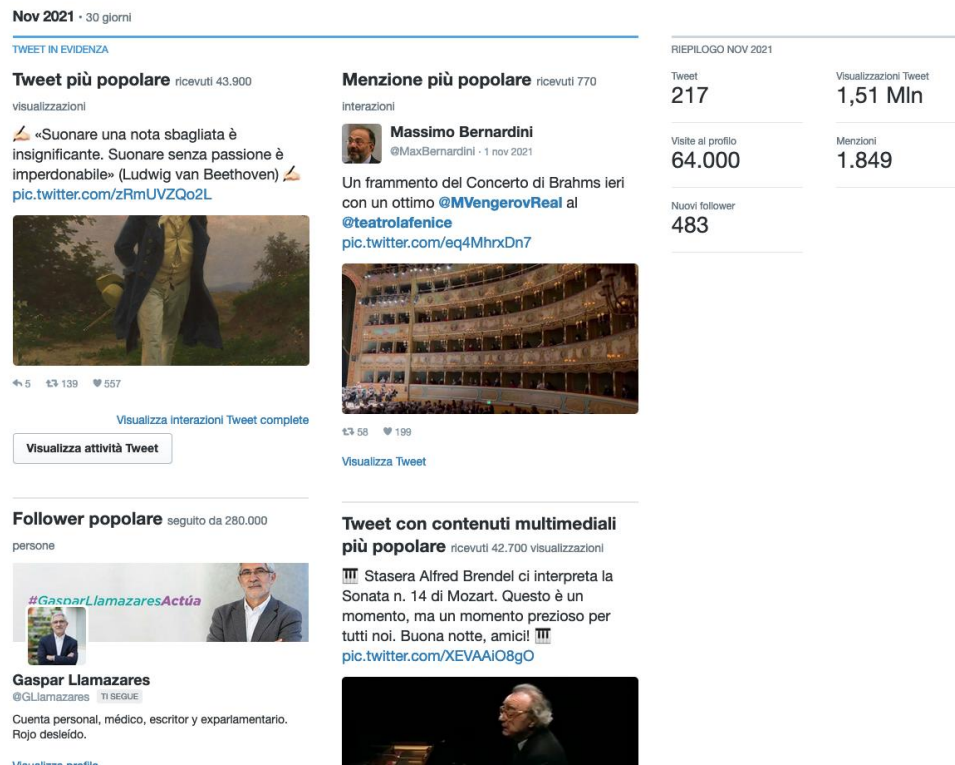 Nov 2021 · 30 giorni
TWEET IN EVIDENZA
Tweet più popolare ricevuti 43.900
visualizzazioni
✍🏻 «Suonare una nota sbagliata è
insignificante. Suonare senza passione è
imperdonabile» (Ludwig van Beethoven) ✍🏻
pic.twitter.com/zRmUVZQo2L
5 139 557
Visualizza interazioni Tweet complete
Visualizza attività Tweet
Menzione più popolare ricevuti 770
interazioni
Massimo Bernardini
@MaxBernardini · 1 nov 2021
Un frammento del Concerto di Brahms ieri
con un ottimo @MVengerovReal al
@teatrolafenice
pic.twitter.com/eq4MhrxDn7
58 199
Visualizza Tweet
Follower popolare seguito da 280.000
persone
#GasparLlamazaresActúa
Gaspar Llamazares
@GLlamazares TI SEGUE
Cuenta personal, médico, escritor y exparlamentario.
Rojo desleído.
Visualizza profilo
Tweet con contenuti multimediali
più popolare ricevuti 42.700 visualizzazioni
🎹 Stasera Alfred Brendel ci interpreta la
Sonata n. 14 di Mozart. Questo è un
momento, ma un momento prezioso per
tutti noi. Buona notte, amici! 🎹
pic.twitter.com/XEVAAiO8gO
RIEPILOGO NOV 2021
Tweet
217
Visualizzazioni Tweet
1,51 Mln
Visite al profilo
64.000
Menzioni
1.849
Nuovi follower
483